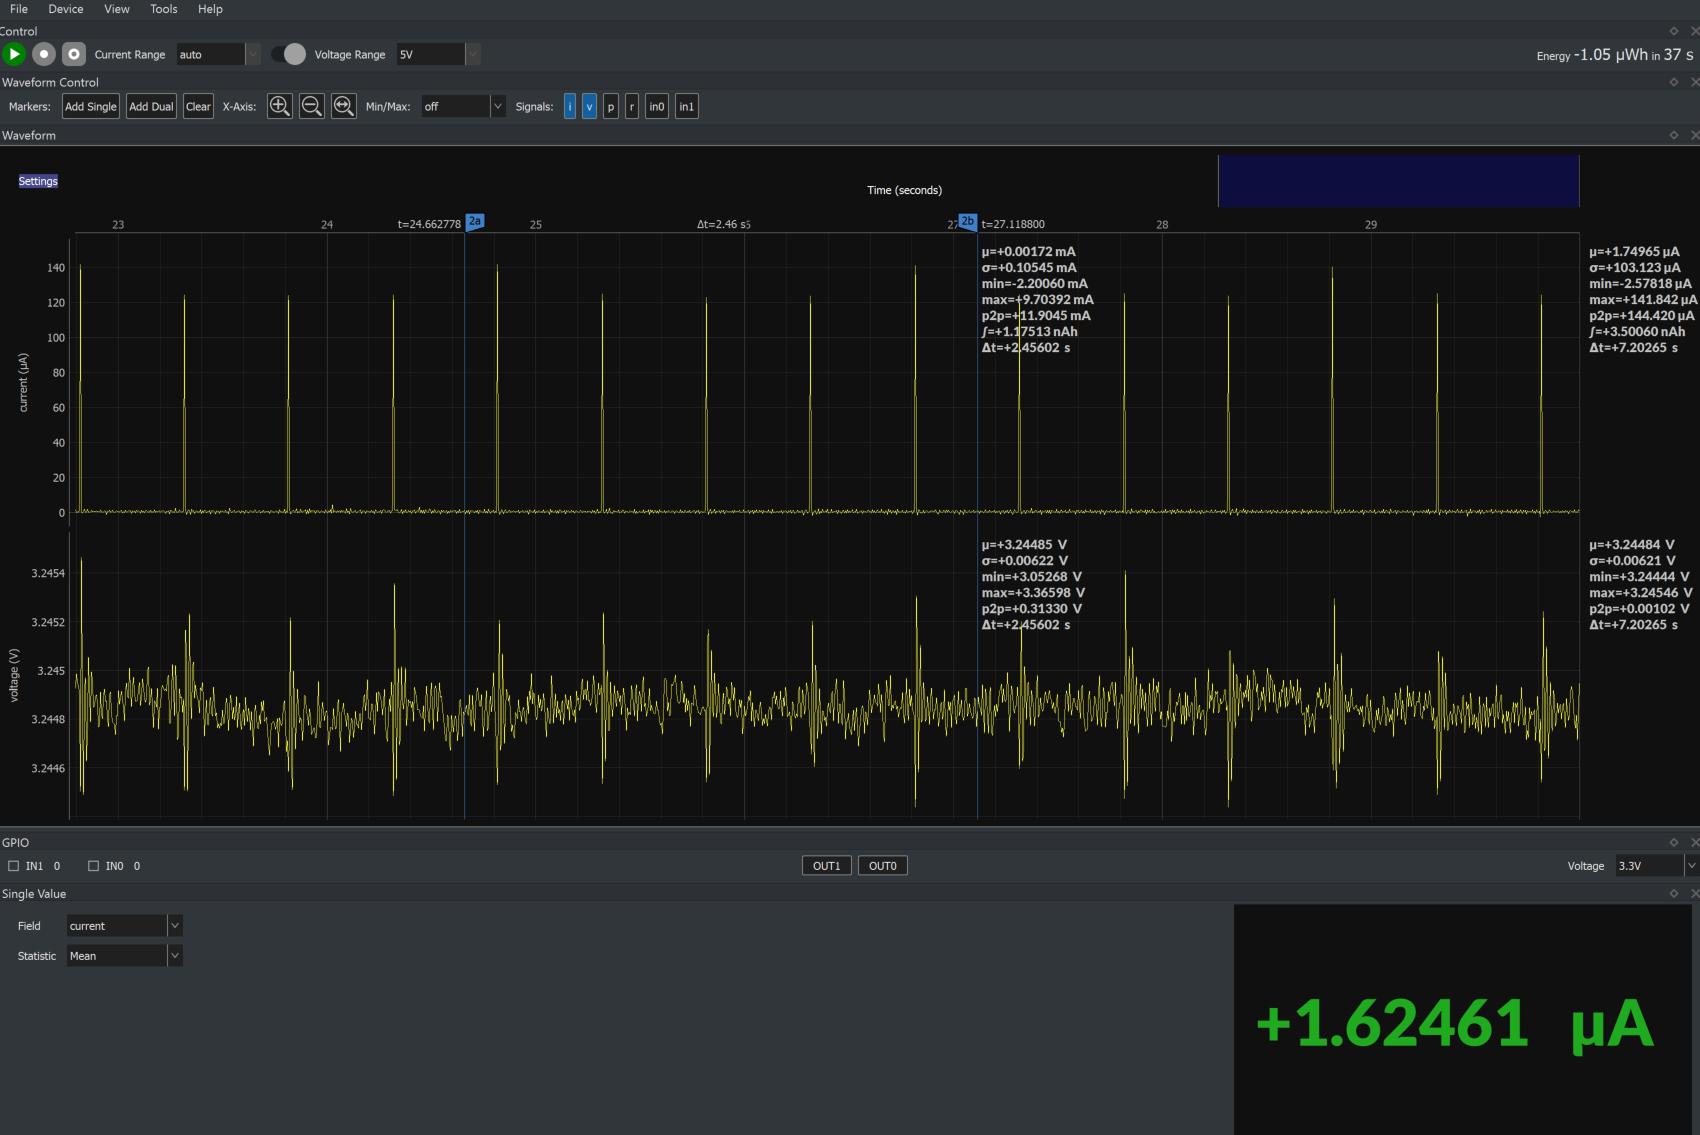 File Device View Tools Help
Control
Current Range auto Voltage Range 5V Energy -1.05 µWh in 37 s
Waveform Control
Markers: Add Single Add Dual Clear X-Axis: Min/Max: off Signals: i v p r in0 in1
Waveform
Settings
Time (seconds)
23 24 t=24.662778 2a 25 Δt=2.46 s 27 2b t=27.118800 28 29
µ=+0.00172 mA
σ=+0.10545 mA
min=-2.20060 mA
max=+9.70392 mA
p2p=+11.9045 mA
∫=+1.17513 nAh
Δt=+2.45602 s
µ=+1.74965 µA
σ=+103.123 µA
min=-2.57818 µA
max=+141.842 µA
p2p=+144.420 µA
∫=+3.50060 nAh
Δt=+7.20265 s
140
120
100
80
60
40
20
0
current (µA)
µ=+3.24485 V
σ=+0.00622 V
min=+3.05268 V
max=+3.36598 V
p2p=+0.31330 V
Δt=+2.45602 s
µ=+3.24484 V
σ=+0.00621 V
min=+3.24444 V
max=+3.24546 V
p2p=+0.00102 V
Δt=+7.20265 s
3.2454
3.2452
3.245
3.2448
3.2446
voltage (V)
GPIO
IN1 0 IN0 0 OUT1 OUT0 Voltage 3.3V
Single Value
Field current
Statistic Mean
+1.62461 µA